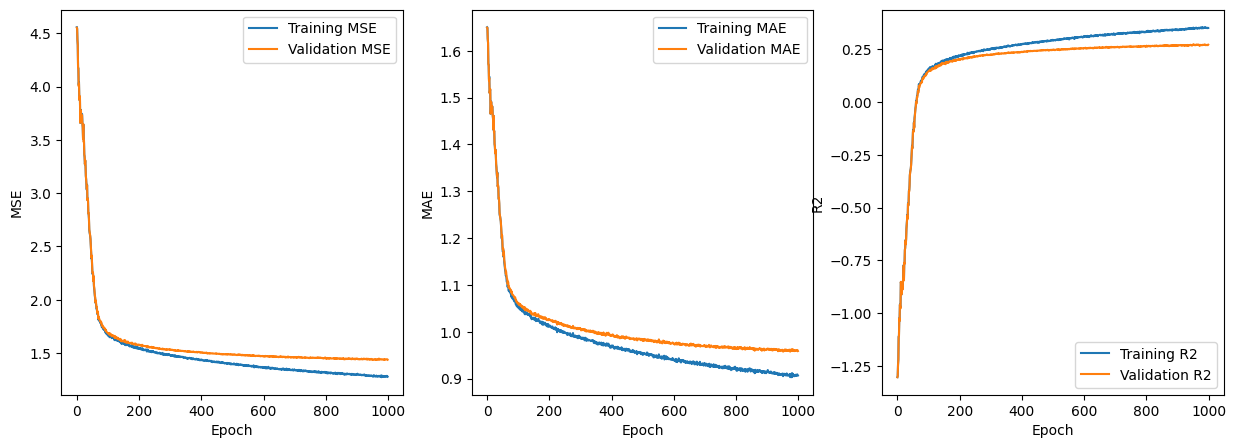 4.5
4.0
3.5
3.0
2.5
2.0
1.5
MSE
0 200 400 600 800 1000
Epoch
Training MSE
Validation MSE
1.6
1.5
1.4
1.3
1.2
1.1
1.0
0.9
MAE
0 200 400 600 800 1000
Epoch
Training MAE
Validation MAE
0.25
0.00
−0.25
−0.50
−0.75
−1.00
−1.25
R2
0 200 400 600 800 1000
Epoch
Training R2
Validation R2